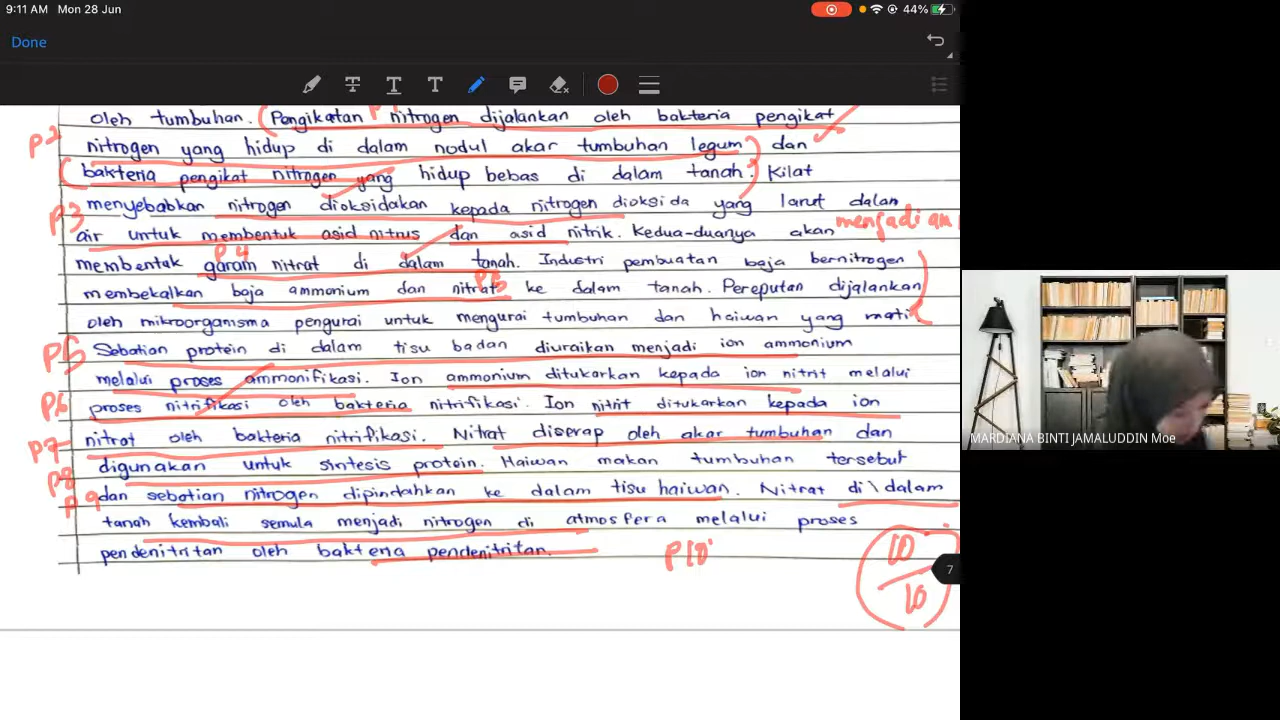 9:11 AM Mon 28 Jun
44%
Done
oleh tumbuhan. (Pengikatan nitrogen dijalankan oleh bakteria pengikat
P2
nitrogen yang hidup di dalam nodul akar tumbuhan legum) dan
(bakteria pengikat nitrogen yang hidup bebas di dalam tanah. Kilat
P3
menyebabkan nitrogen dioksidakan kepada nitrogen dioksida yang larut dalam
air untuk membentuk asid nitrus dan asid nitrik. Kedua-duanya akan menjadi
P4
membentuk garam nitrat di dalam tanah. Industri pembuatan baja bernitrogen
membekalkan baja ammonium dan nitrat ke dalam tanah. Pereputan dijalankan
oleh mikroorganisma pengurai untuk mengurai tumbuhan dan haiwan yang mati.
P5
Sebatian protein di dalam tisu badan diuraikan menjadi ion ammonium
melalui proses ammonifikasi. Ion ammonium ditukarkan kepada ion nitrit melalui
P6
proses nitrifikasi oleh bakteria nitrifikasi. Ion nitrit ditukarkan kepada ion
P7
nitrat oleh bakteria nitrifikasi. Nitrat diserap oleh akar tumbuhan dan
P8
digunakan untuk sintesis protein. Haiwan makan tumbuhan tersebut
P9
dan sebatian nitrogen dipindahkan ke dalam tisu haiwan. Nitrat di dalam
tanah kembali semula menjadi nitrogen di atmosfera melalui proses
pendenitritan oleh bakteria pendenitritan.
P10
10/10
7
MARDIANA BINTI JAMALUDDIN Moe